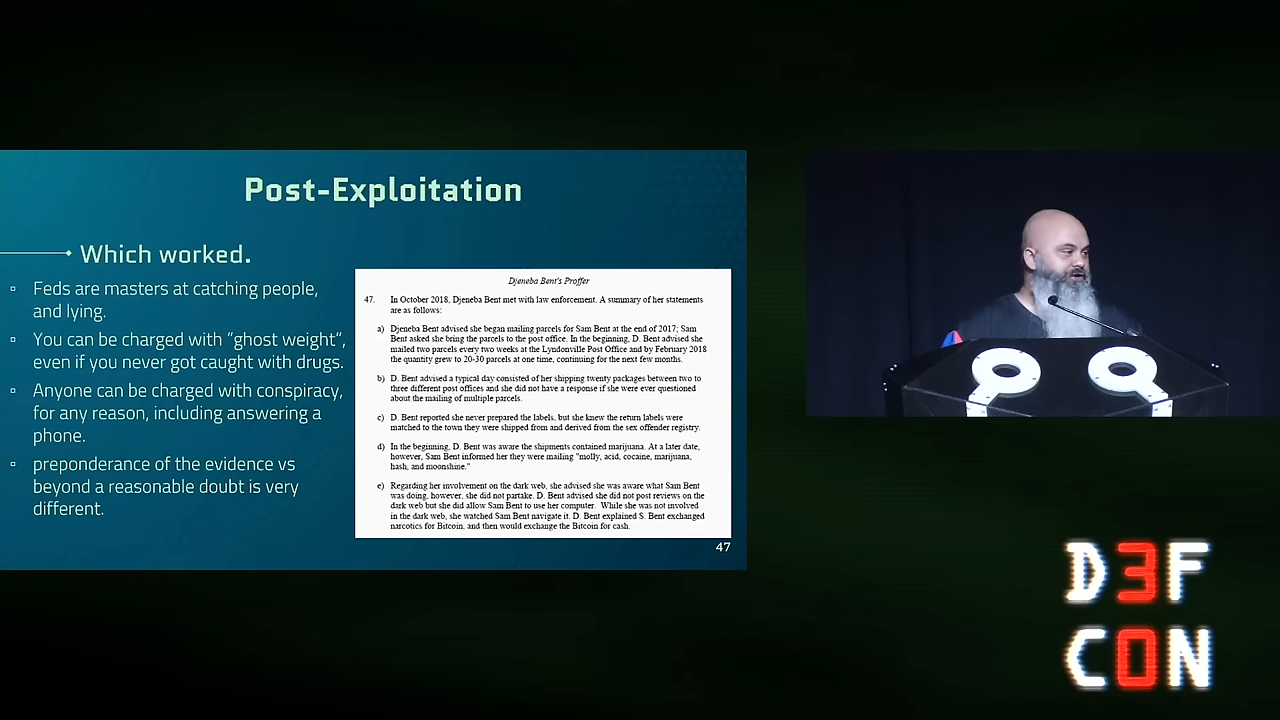 Post-Exploitation
Which worked.
Feds are masters at catching people,
and lying.
You can be charged with “ghost weight“,
even if you never got caught with drugs.
Anyone can be charged with conspiracy,
for any reason, including answering a
phone.
preponderance of the evidence vs
beyond a reasonable doubt is very
different.
Djeneba Bent's Proffer
47. In October 2018, Djeneba Bent met with law enforcement. A summary of her statements
are as follows:
a) Djeneba Bent advised she began mailing parcels for Sam Bent at the end of 2017; Sam
Bent asked she bring the parcels to the post office. In the beginning, D. Bent advised she
mailed two parcels every two weeks at the Lyndonville Post Office and by February 2018
the quantity grew to 20-30 parcels at one time, continuing for the next few months.
b) D. Bent advised a typical day consisted of her shipping twenty packages between two to
three different post offices and she did not have a response if she were ever questioned
about the mailing of multiple parcels.
c) D. Bent reported she never prepared the labels, but she knew the return labels were
matched to the town they were shipped from and derived from the sex offender registry.
d) In the beginning, D. Bent was aware the shipments contained marijuana. At a later date,
however, Sam Bent informed her they were mailing "molly, acid, cocaine, marijuana,
hash, and moonshine."
e) Regarding her involvement on the dark web, she advised she was aware what Sam Bent
was doing, however, she did not partake. D. Bent advised she did not post reviews on the
dark web but she did allow Sam Bent to use her computer. While she was not involved
in the dark web, she watched Sam Bent navigate it. D. Bent explained S. Bent exchanged
narcotics for Bitcoin, and then would exchange the Bitcoin for cash.
47
D3F
C0N